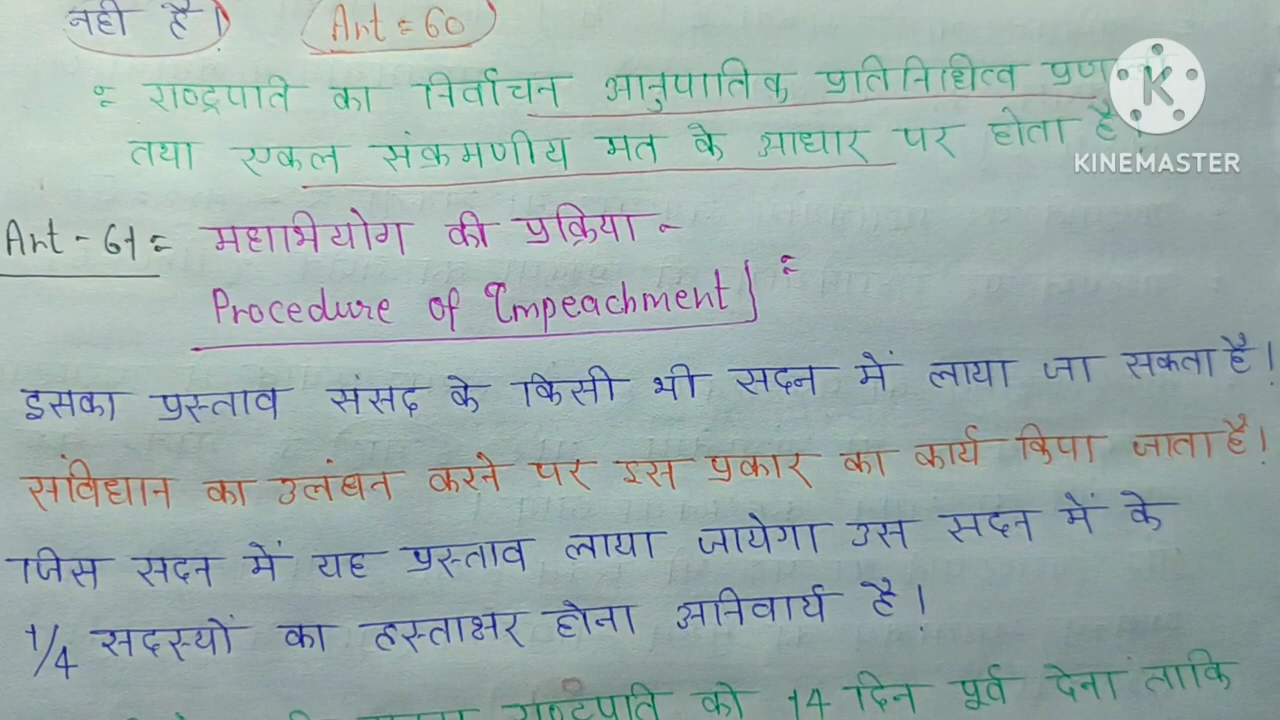 नही है। Art = 60
= राष्ट्रपति का निर्वाचन आनुपातिक प्रतिनिधित्व
तथा एकल संकमणीय मत के आधार पर होता है।
KINEMASTER
Art - 61 = महाभियोग की प्रक्रिया -
Procedure of Impeachment} =
इसका प्रस्ताव संसद के किसी भी सदन में लाया जा सकता है।
संविधान का उलंघन करने पर इस प्रकार का कार्य किया जाता है।
जिस सदन में यह प्रस्ताव लाया जायेगा उस सदन में के
1/4 सदस्यों का हस्ताक्षर होना अनिवार्य है।
राष्ट्रपति को 14 दिन पूर्व देना ताकि